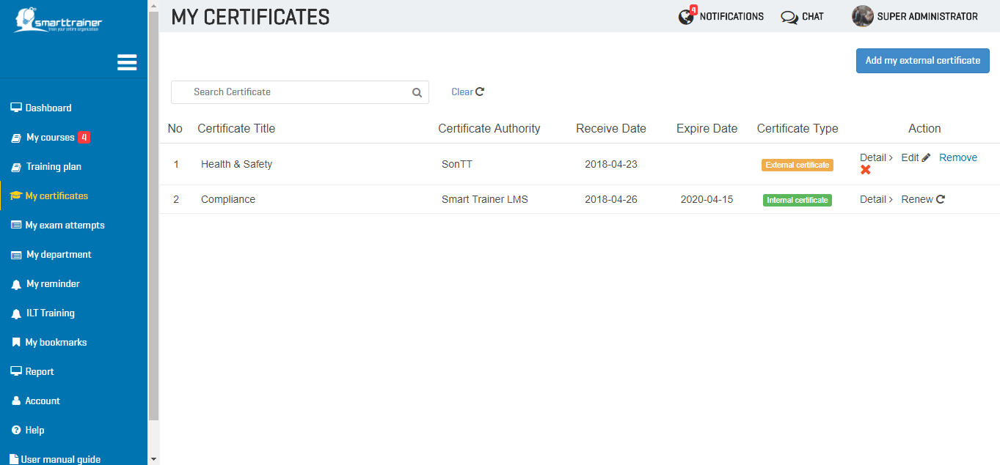 smarttrainer
train your entire organization
MY CERTIFICATES
4
NOTIFICATIONS
CHAT
SUPER ADMINISTRATOR
Add my external certificate
Search Certificate
Clear
Dashboard
My courses 4
Training plan
My certificates
My exam attempts
My department
My reminder
ILT Training
My bookmarks
Report
Account
Help
User manual guide
No Certificate Title Certificate Authority Receive Date Expire Date Certificate Type Action
1 Health & Safety SonTT 2018-04-23 External certificate Detail Edit Remove
2 Compliance Smart Trainer LMS 2018-04-26 2020-04-15 Internal certificate Detail Renew